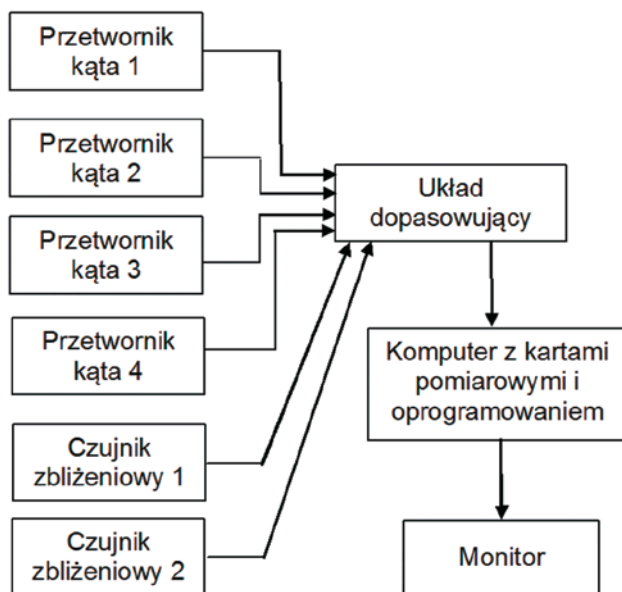 Przetwornik
kąta 1
Przetwornik
kąta 2
Przetwornik
kąta 3
Przetwornik
kąta 4
Czujnik
zbliżeniowy 1
Czujnik
zbliżeniowy 2
Układ
dopasowujący
Komputer z kartami
pomiarowymi i
oprogramowaniem
Monitor